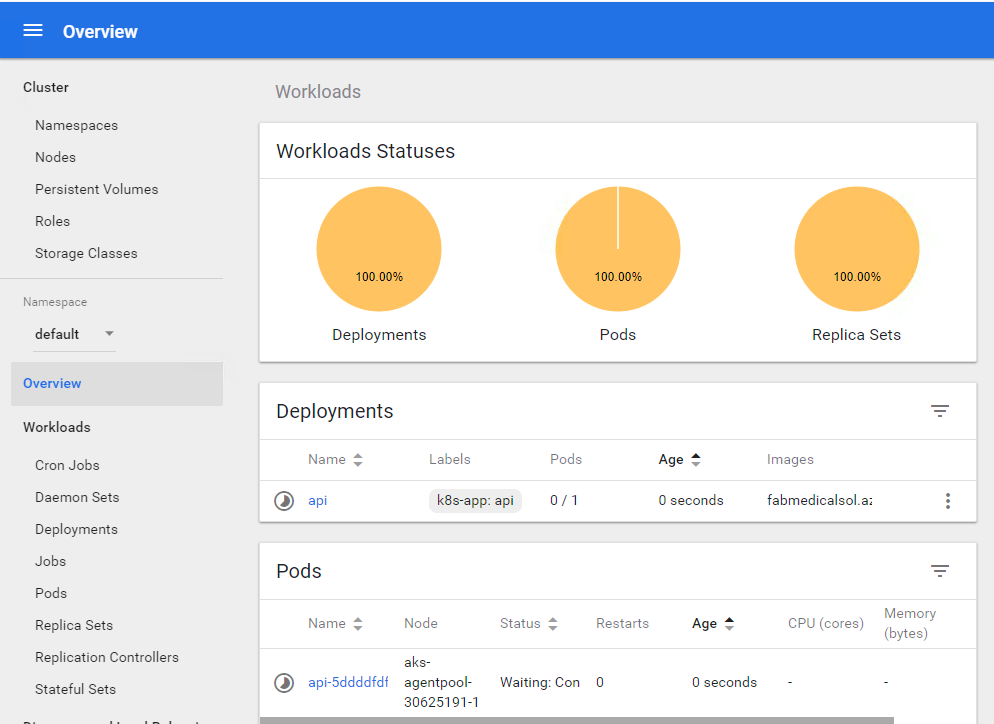 Overview
Cluster
Namespaces
Nodes
Persistent Volumes
Roles
Storage Classes
Namespace
default
Overview
Workloads
Cron Jobs
Daemon Sets
Deployments
Jobs
Pods
Replica Sets
Replication Controllers
Stateful Sets
Workloads
Workloads Statuses
100.00% 100.00% 100.00%
Deployments Pods Replica Sets
Deployments
Name Labels Pods Age Images
api k8s-app: api 0 / 1 0 seconds fabmedicalsol.az
Pods
Name Node Status Restarts Age CPU (cores) Memory
(bytes)
aks-
api-5ddddfdf agentpool- Waiting: Con 0 0 seconds - -
30625191-1